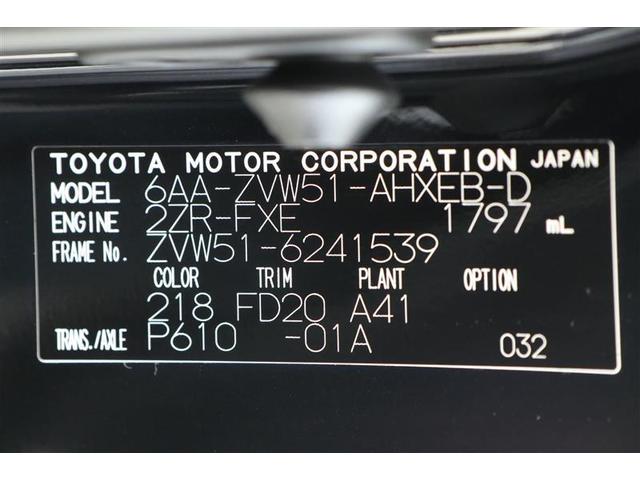 TOYOTA MOTOR CORPORATION JAPAN
MODEL 6AA-ZVW51-AHXEB-D
ENGINE 2ZR-FXE 1797 mL
FRAME No. ZVW51-6241539
COLOR TRIM PLANT OPTION
218 FD20 A41
TRANS./AXLE P610 -01A 032